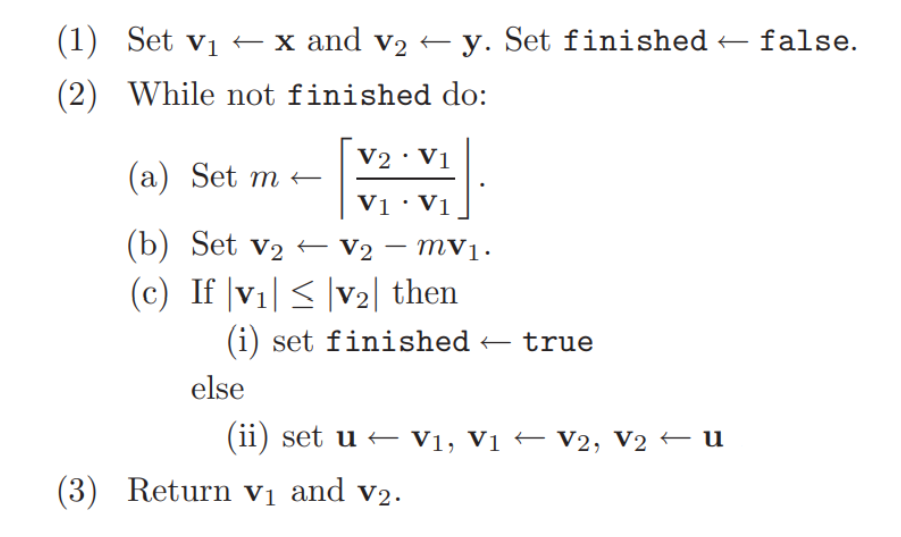 (1) Set v₁ ← x and v₂ ← y. Set finished ← false.
(2) While not finished do:
(a) Set m ← ⌈(v₂ · v₁)/(v₁ · v₁)⌋.
(b) Set v₂ ← v₂ − mv₁.
(c) If |v₁| ≤ |v₂| then
(i) set finished ← true
else
(ii) set u ← v₁, v₁ ← v₂, v₂ ← u
(3) Return v₁ and v₂.